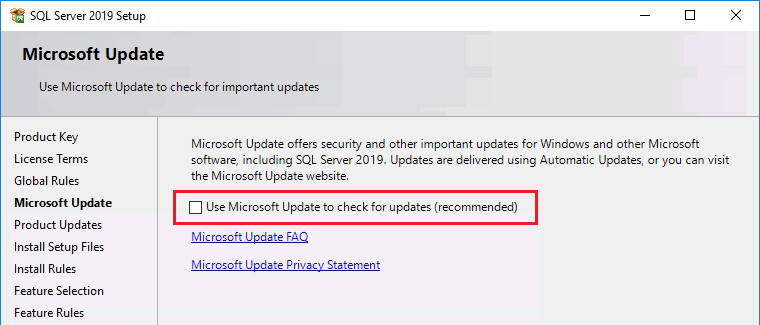 SQL Server 2019 Setup
Microsoft Update
Use Microsoft Update to check for important updates
Product Key
License Terms
Global Rules
Microsoft Update
Product Updates
Install Setup Files
Install Rules
Feature Selection
Feature Rules
Microsoft Update offers security and other important updates for Windows and other Microsoft
software, including SQL Server 2019. Updates are delivered using Automatic Updates, or you can visit
the Microsoft Update website.
Use Microsoft Update to check for updates (recommended)
Microsoft Update FAQ
Microsoft Update Privacy Statement